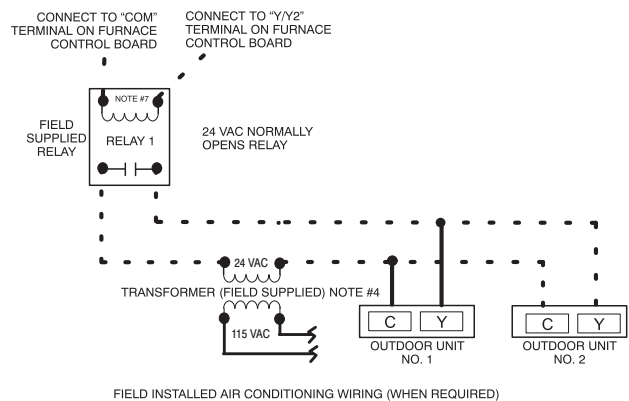 CONNECT TO "COM"
TERMINAL ON FURNACE
CONTROL BOARD
CONNECT TO "Y/Y2"
TERMINAL ON FURNACE
CONTROL BOARD
NOTE #7
FIELD
SUPPLIED
RELAY
RELAY 1
24 VAC NORMALLY
OPENS RELAY
24 VAC
TRANSFORMER (FIELD SUPPLIED) NOTE #4
115 VAC
C Y
OUTDOOR UNIT
NO. 1
C Y
OUTDOOR UNIT
NO. 2
FIELD INSTALLED AIR CONDITIONING WIRING (WHEN REQUIRED)